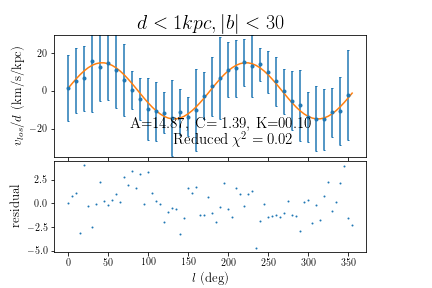 d < 1kpc, |b| < 30
v_los/d (km/s/kpc)
20
0
−20
A=14.87, C= 1.39, K=00.10
Reduced χ² = 0.02
residual
2.5
0.0
−2.5
−5.0
0 50 100 150 200 250 300 350
l (deg)